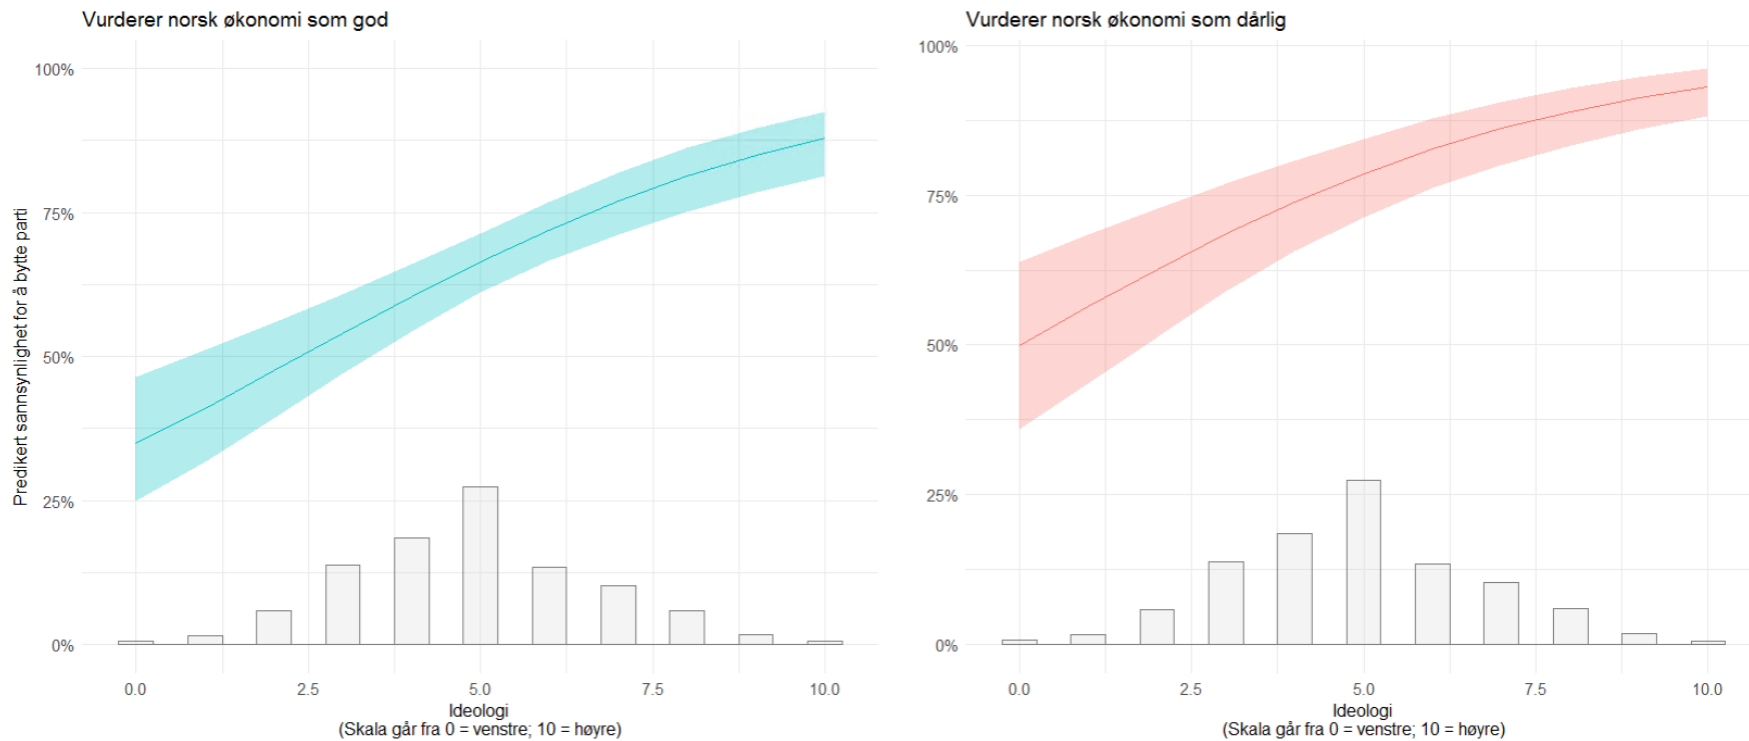 Vurderer norsk økonomi som god
Predikert sannsynlighet for å bytte parti
100%
75%
50%
25%
0%
0.0 2.5 5.0 7.5 10.0
Ideologi
(Skala går fra 0 = venstre; 10 = høyre)
Vurderer norsk økonomi som dårlig
100%
75%
50%
25%
0%
0.0 2.5 5.0 7.5 10.0
Ideologi
(Skala går fra 0 = venstre; 10 = høyre)